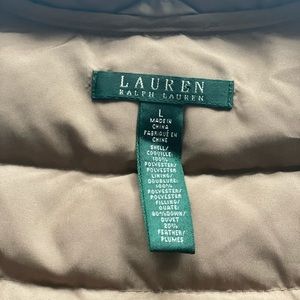 LAUREN
RALPH LAUREN
L
MADE IN
CHINA
FABRIQUÉ EN
CHINE
SHELL/
COQUILLE:
100%
POLYESTER/
POLYESTER
LINING/
DOUBLURE:
100%
POLYESTER/
POLYESTER
FILLING/
OUATE:
80%DOWN/
DUVET
20%
FEATHER/
PLUMES